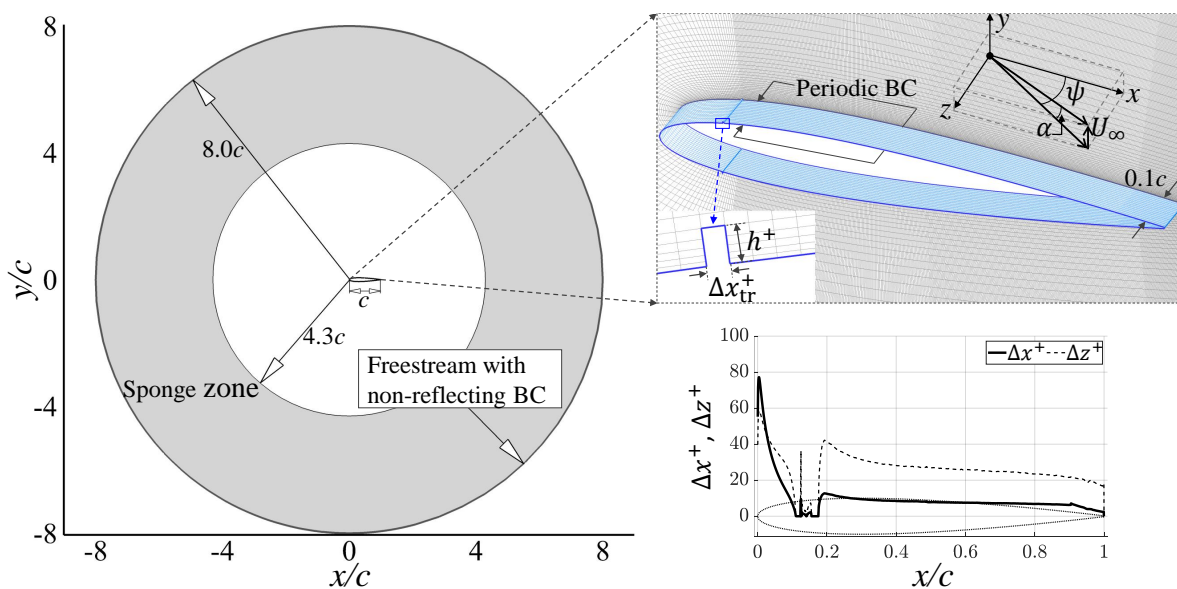 8
4
0
-4
-8
y/c
-8
-4
0
4
8
x/c
8.0c
4.3c
c
Sponge zone
Freestream with
non-reflecting BC
Periodic BC
y
x
z
ψ
α
U∞
0.1c
h⁺
Δx⁺tr
100
80
60
40
20
0
Δx⁺, Δz⁺
Δx⁺ Δz⁺
0
0.2
0.4
0.6
0.8
1
x/c